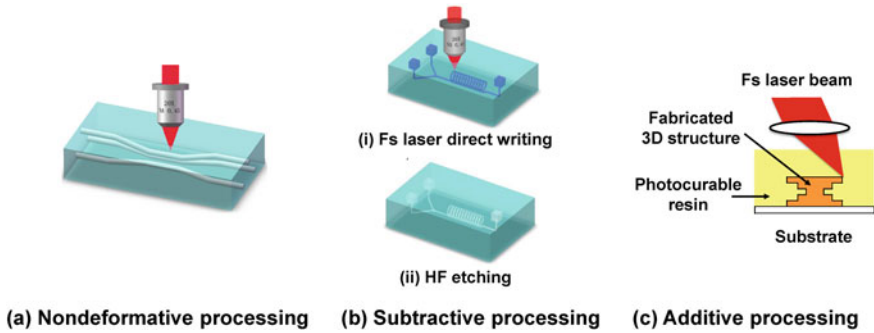 (i) Fs laser direct writing
(ii) HF etching
Fs laser beam
Fabricated
3D structure
Photocurable
resin
Substrate
(a) Nondeformative processing
(b) Subtractive processing
(c) Additive processing